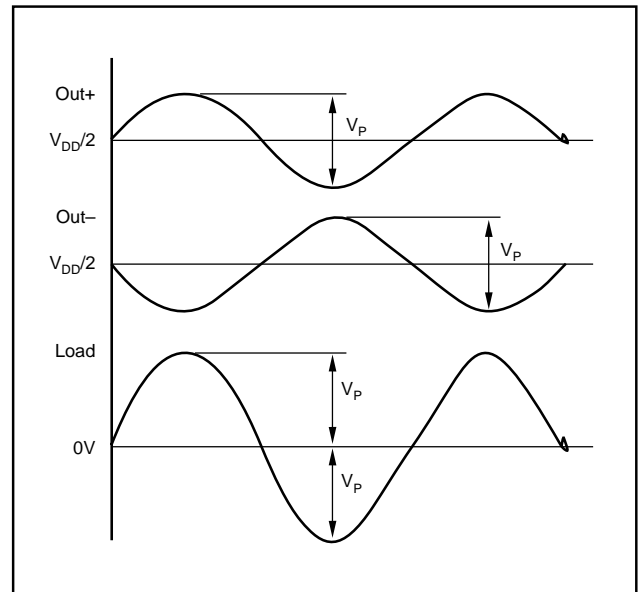 Out+
V_P
V_DD/2
Out–
V_P
V_DD/2
Load
V_P
0V
V_P